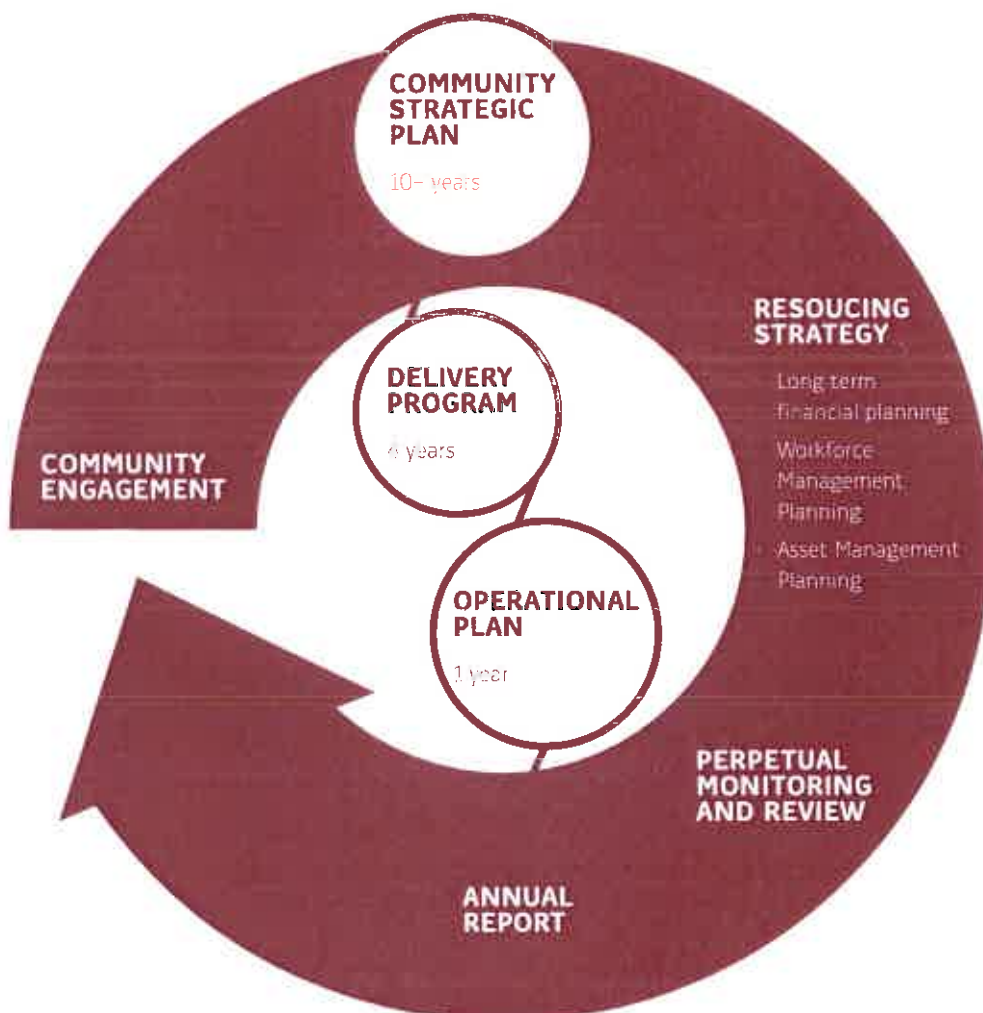 COMMUNITY
STRATEGIC
PLAN
10+ years
RESOUCING
STRATEGY
Long term
financial planning
Workforce
Management
Planning
Asset Management
Planning
DELIVERY
PROGRAM
4 years
COMMUNITY
ENGAGEMENT
OPERATIONAL
PLAN
1 year
PERPETUAL
MONITORING
AND REVIEW
ANNUAL
REPORT